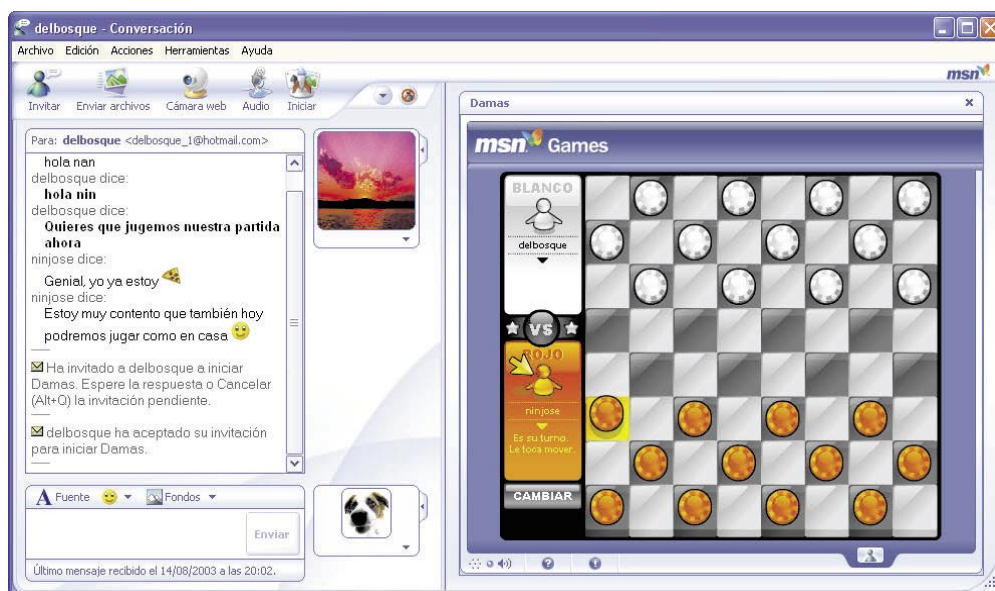 delbosque - Conversación
Archivo Edición Acciones Herramientas Ayuda
Invitar Enviar archivos Cámara web Audio Iniciar
msn
Para: delbosque <delbosque_1@hotmail.com>
hola nan
delbosque dice:
hola nin
delbosque dice:
Quieres que jugemos nuestra partida
ahora
ninjose dice:
Genial, yo ya estoy
ninjose dice:
Estoy muy contento que también hoy
podremos jugar como en casa
Ha invitado a delbosque a iniciar
Damas. Espere la respuesta o Cancelar
(Alt+Q) la invitación pendiente.
delbosque ha aceptado su invitación
para iniciar Damas.
A Fuente Fondos
Enviar
Último mensaje recibido el 14/08/2003 a las 20:02.
Damas
msn Games
BLANCO
delbosque
VS
ROJO
ninjose
Es su turno.
Le toca mover.
CAMBIAR